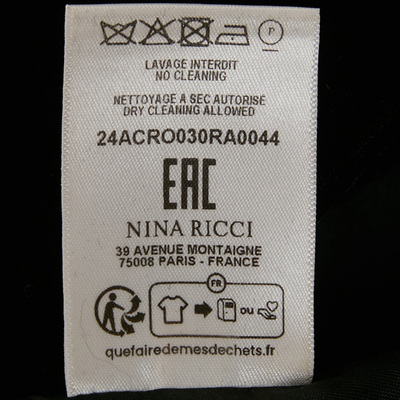 P
LAVAGE INTERDIT
NO CLEANING
NETTOYAGE A SEC AUTORISE
DRY CLEANING ALLOWED
24ACRO030RA0044
EAC
NINA RICCI
39 AVENUE MONTAIGNE
75008 PARIS - FRANCE
FR
OU
quefairedemesdechets.fr